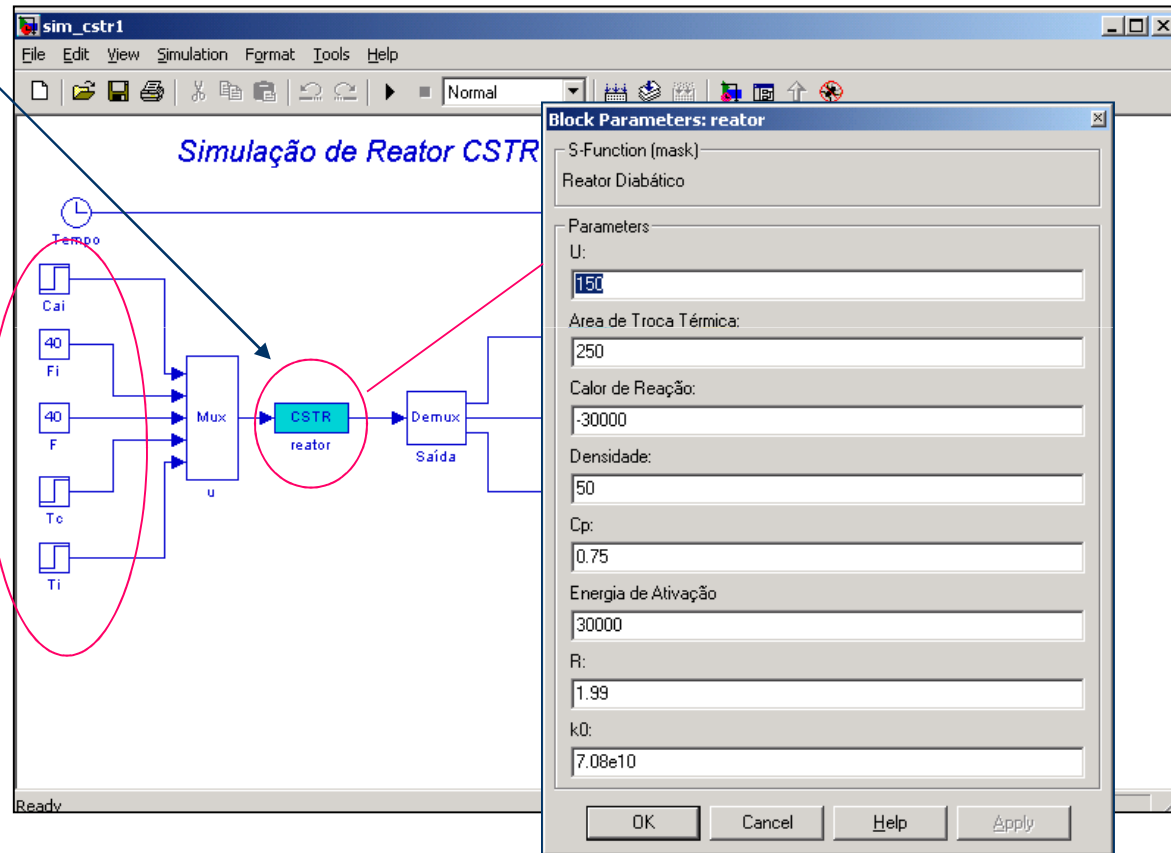 sim_cstr1
File Edit View Simulation Format Tools Help
Normal
Simulação de Reator CSTR
Tempo
Cai
40
Fi
40
F
Tc
Ti
Mux
u
CSTR
reator
Demux
Saída
Ready
Block Parameters: reator
S-Function (mask)
Reator Diabático
Parameters
U:
150
Area de Troca Térmica:
250
Calor de Reação:
-30000
Densidade:
50
Cp:
0.75
Energia de Ativação
30000
R:
1.99
k0:
7.08e10
OK Cancel Help Apply